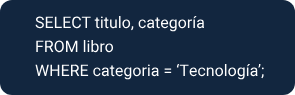 SELECT titulo, categoría
FROM libro
WHERE categoria = ‘Tecnología’;